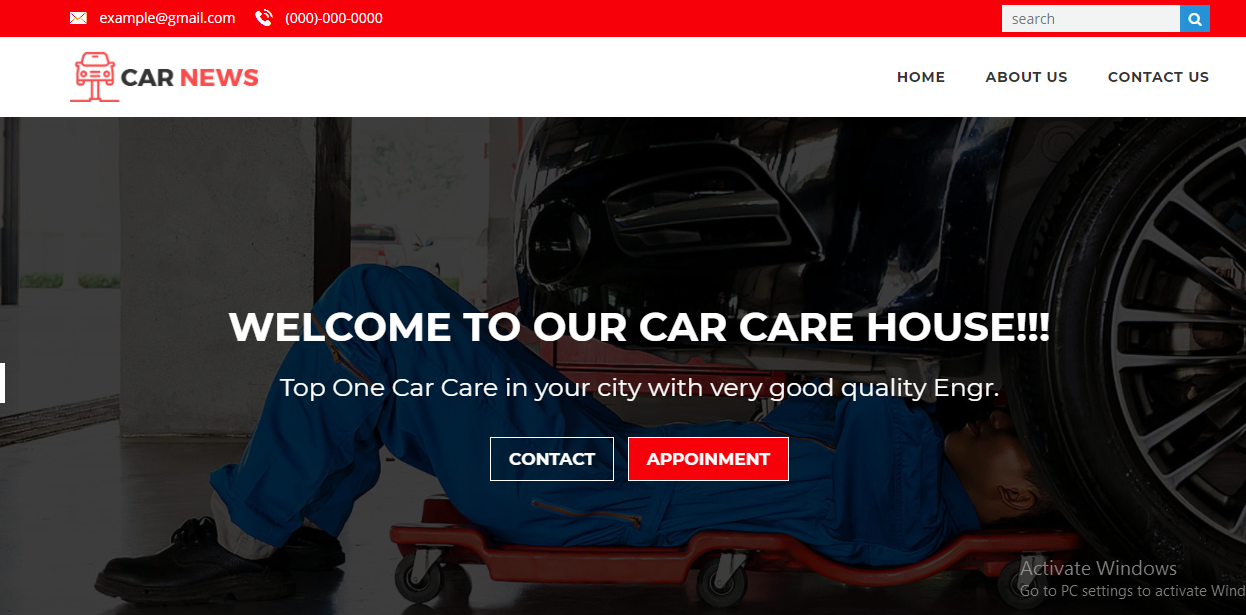 example@gmail.com (000)-000-0000 search
CAR NEWS HOME ABOUT US CONTACT US
WELCOME TO OUR CAR CARE HOUSE!!!
Top One Car Care in your city with very good quality Engr.
CONTACT APPOINMENT
Activate Windows
Go to PC settings to activate Wind